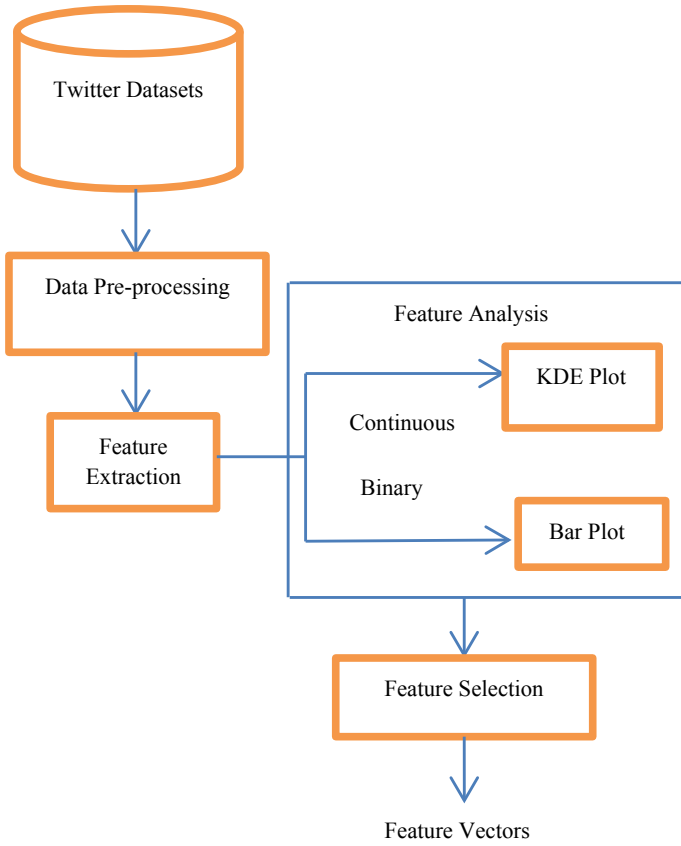 Twitter Datasets
Data Pre-processing
Feature
Extraction
Feature Analysis
KDE Plot
Continuous
Binary
Bar Plot
Feature Selection
Feature Vectors